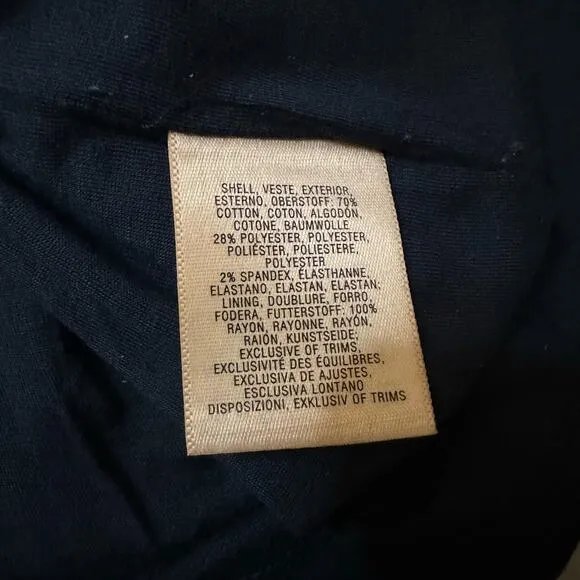 SHELL, VESTE, EXTERIOR,
ESTERNO, OBERSTOFF: 70%
COTTON, COTON, ALGODÓN,
COTONE, BAUMWOLLE
28% POLYESTER, POLYESTER,
POLIÉSTER, POLIESTERE,
POLYESTER
2% SPANDEX, ÉLASTHANNE,
ELASTANO, ELASTAN, ELASTAN;
LINING, DOUBLURE, FORRO,
FODERA, FUTTERSTOFF: 100%
RAYON, RAYONNE, RAYÓN,
RAION, KUNSTSEIDE;
EXCLUSIVE OF TRIMS,
EXCLUSIVITÉ DES ÉQUILIBRES,
EXCLUSIVA DE AJUSTES,
ESCLUSIVA LONTANO
DISPOSIZIONI, EXKLUSIV OF TRIMS